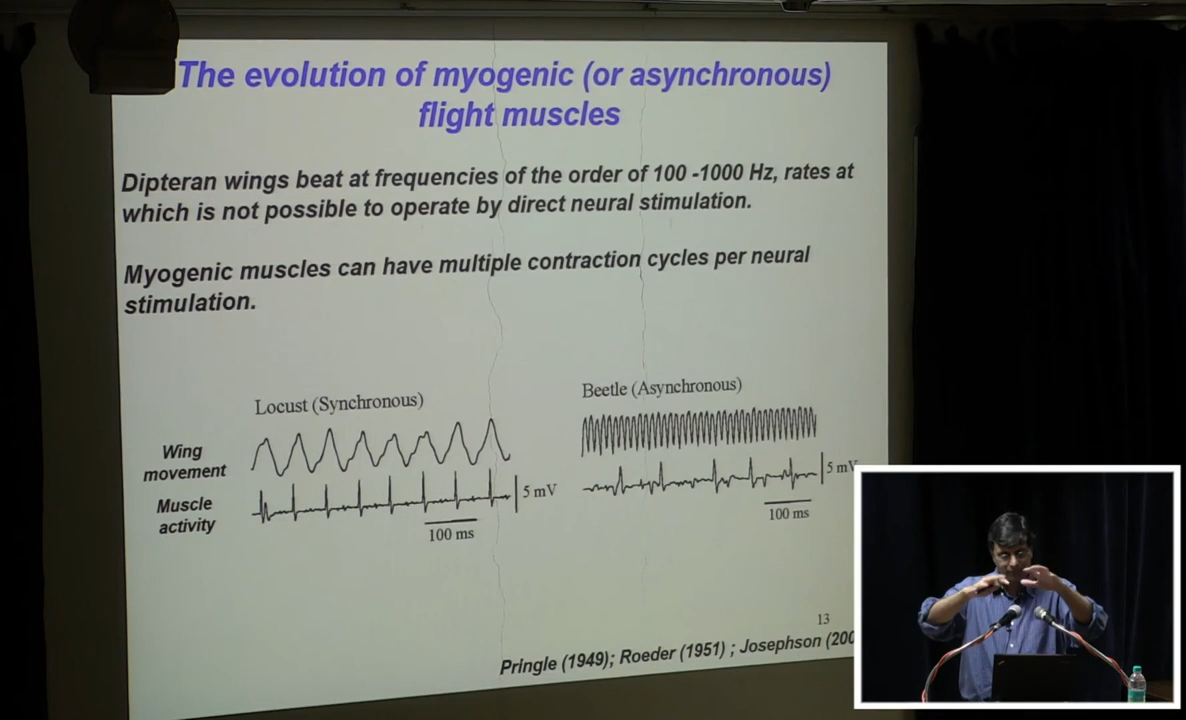 The evolution of myogenic (or asynchronous)
flight muscles
Dipteran wings beat at frequencies of the order of 100 -1000 Hz, rates at
which is not possible to operate by direct neural stimulation.
Myogenic muscles can have multiple contraction cycles per neural
stimulation.
Locust (Synchronous)
Beetle (Asynchronous)
Wing
movement
Muscle
activity
5 mV
5 mV
100 ms
100 ms
13
Pringle (1949); Roeder (1951) ; Josephson (200